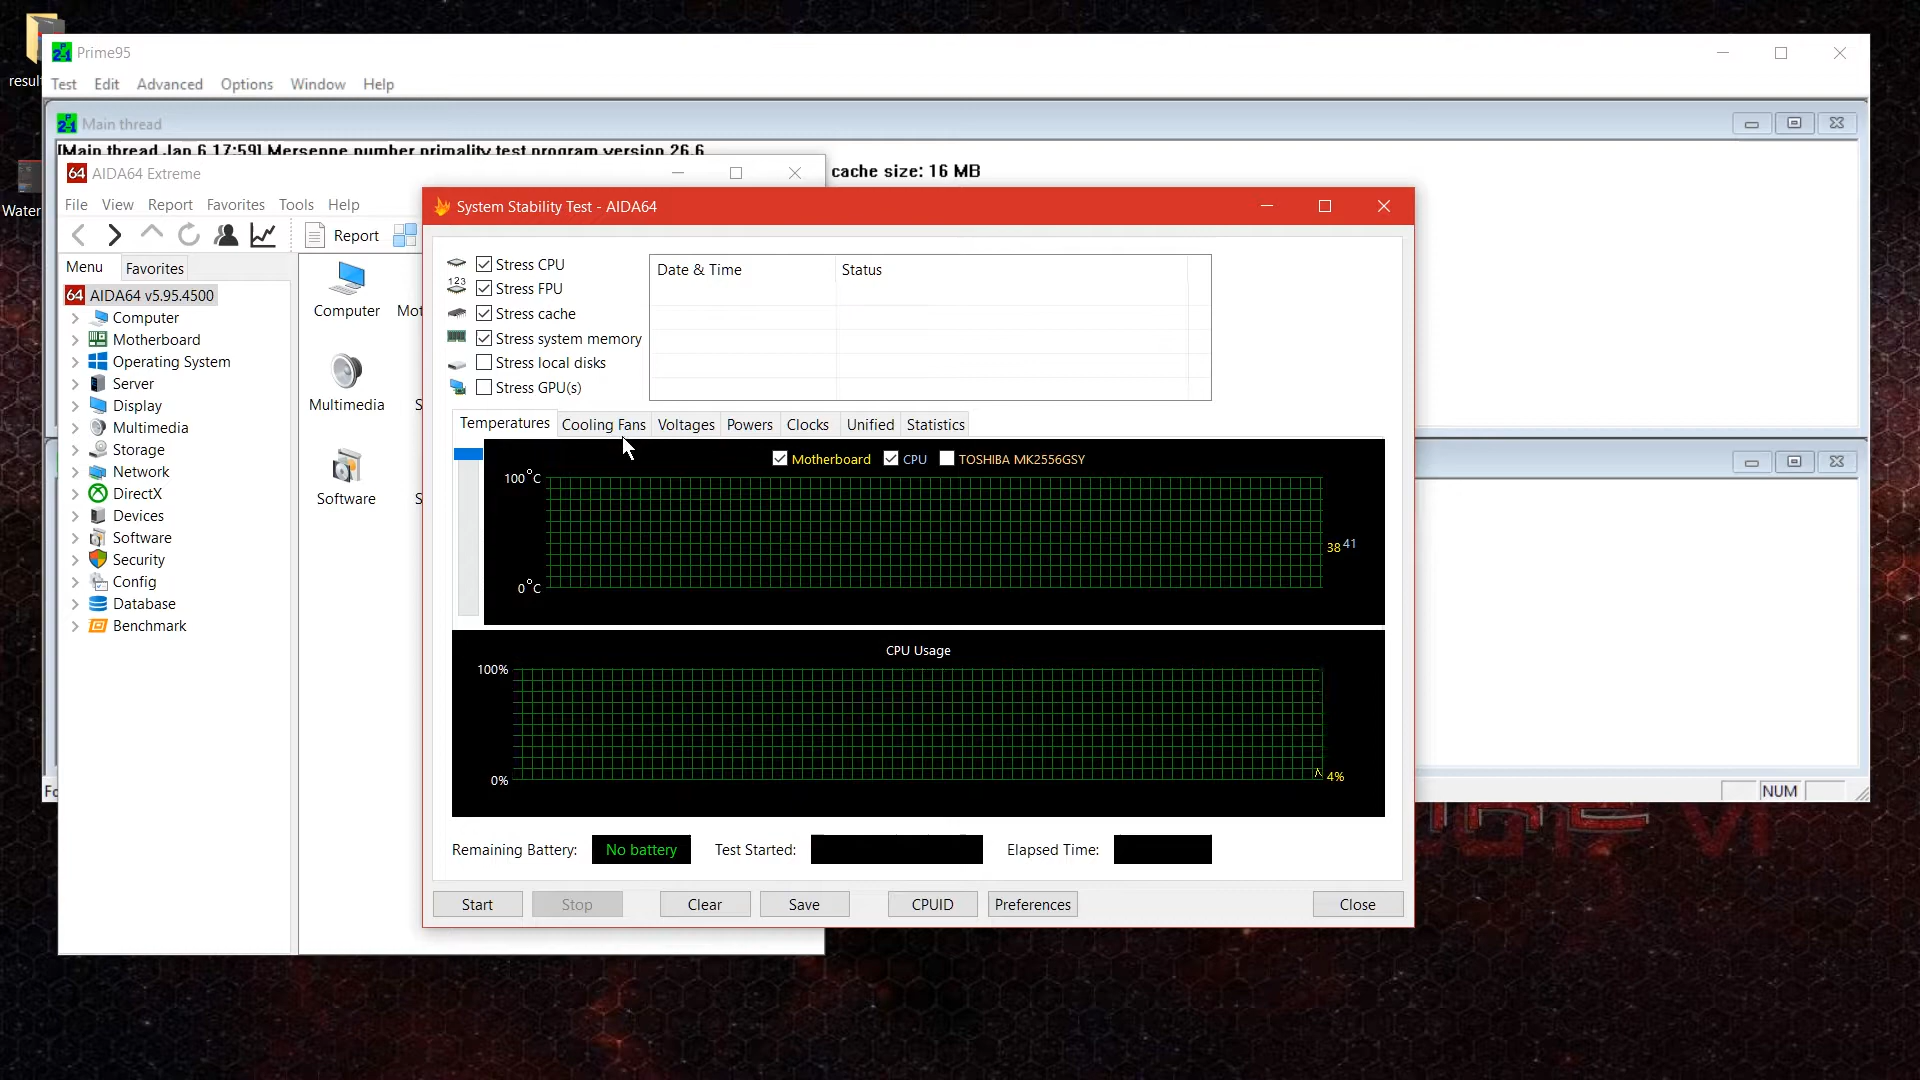 result
Water
Prime95
Test Edit Advanced Options Window Help
Main thread
[Main thread Jan 6 17:59] Mersenne number primality test program version 26.6
cache size: 16 MB
64 AIDA64 Extreme
File View Report Favorites Tools Help
Report
Menu Favorites
64 AIDA64 v5.95.4500
Computer
Motherboard
Operating System
Server
Display
Multimedia
Storage
Network
DirectX
Devices
Software
Security
Config
Database
Benchmark
Computer Mot
Multimedia S
Software S
System Stability Test - AIDA64
Stress CPU
123 Stress FPU
Stress cache
Stress system memory
Stress local disks
Stress GPU(s)
Date & Time Status
Temperatures Cooling Fans Voltages Powers Clocks Unified Statistics
Motherboard CPU TOSHIBA MK2556GSY
100°C
38 41
0°C
CPU Usage
100%
0% 4%
Remaining Battery: No battery Test Started: Elapsed Time:
Start Stop Clear Save CPUID Preferences Close
NUM